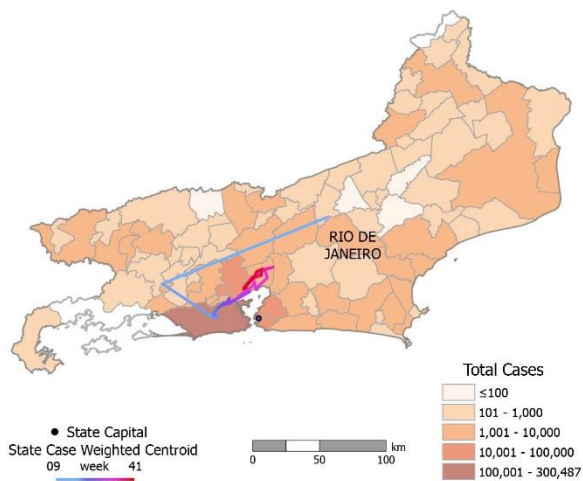 RIO DE
JANEIRO
Total Cases
≤100
101 - 1,000
1,001 - 10,000
10,001 - 100,000
100,001 - 300,487
State Capital
State Case Weighted Centroid
09 week 41
km
0 50 100